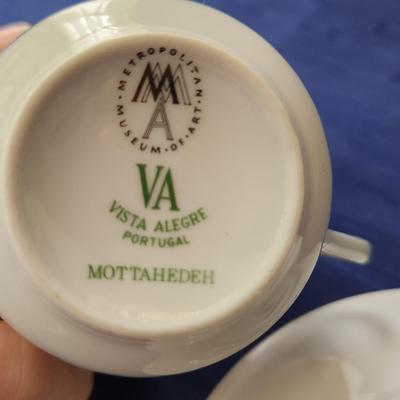 METROPOLITAN
MMA
MUSEUM·OF·ART
VA
VISTA ALEGRE
PORTUGAL
MOTTAHEDEH